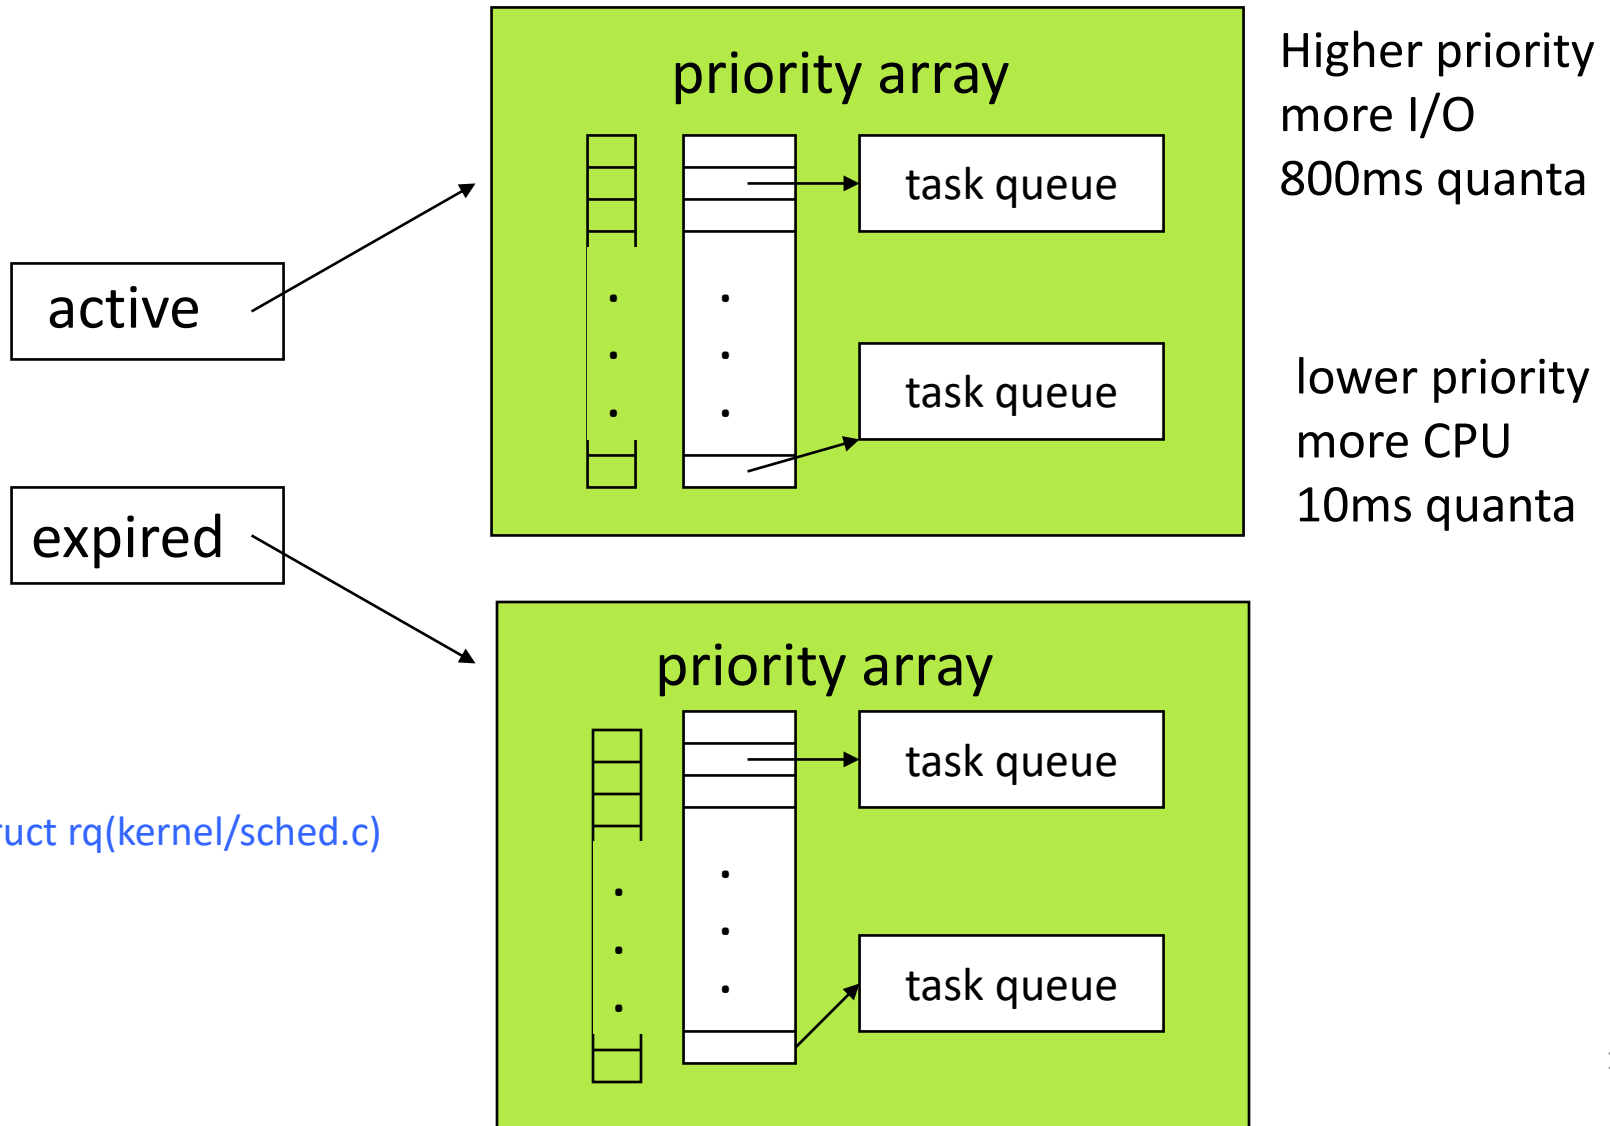 priority array
Higher priority
more I/O
800ms quanta
task queue
active
task queue
lower priority
more CPU
10ms quanta
expired
priority array
task queue
ruct rq(kernel/sched.c)
task queue